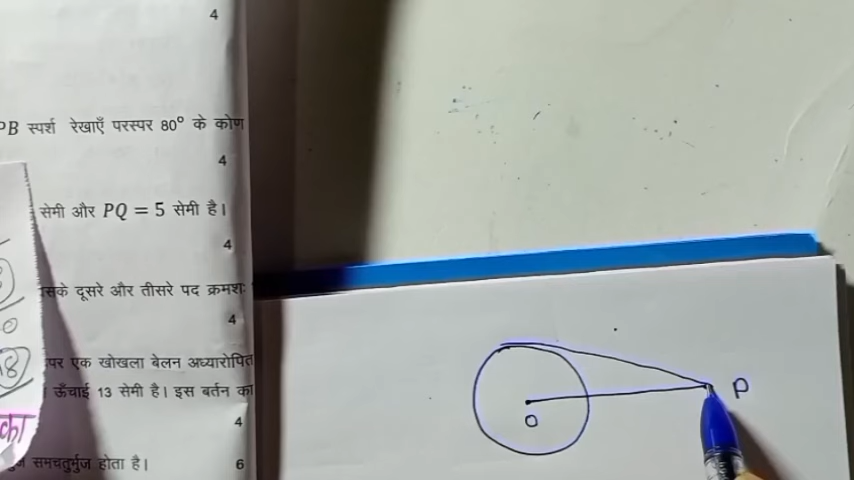 4
PB स्पर्श रेखाएँ परस्पर 80° के कोण
4
सेमी और PQ = 5 सेमी है।
4
सके दूसरे और तीसरे पद क्रमशः
4
पर एक खोखला बेलन अध्यारोपित
ऊँचाई 13 सेमी है। इस बर्तन का
4
समचतुर्भुज होता है।
6
18
का
O
P